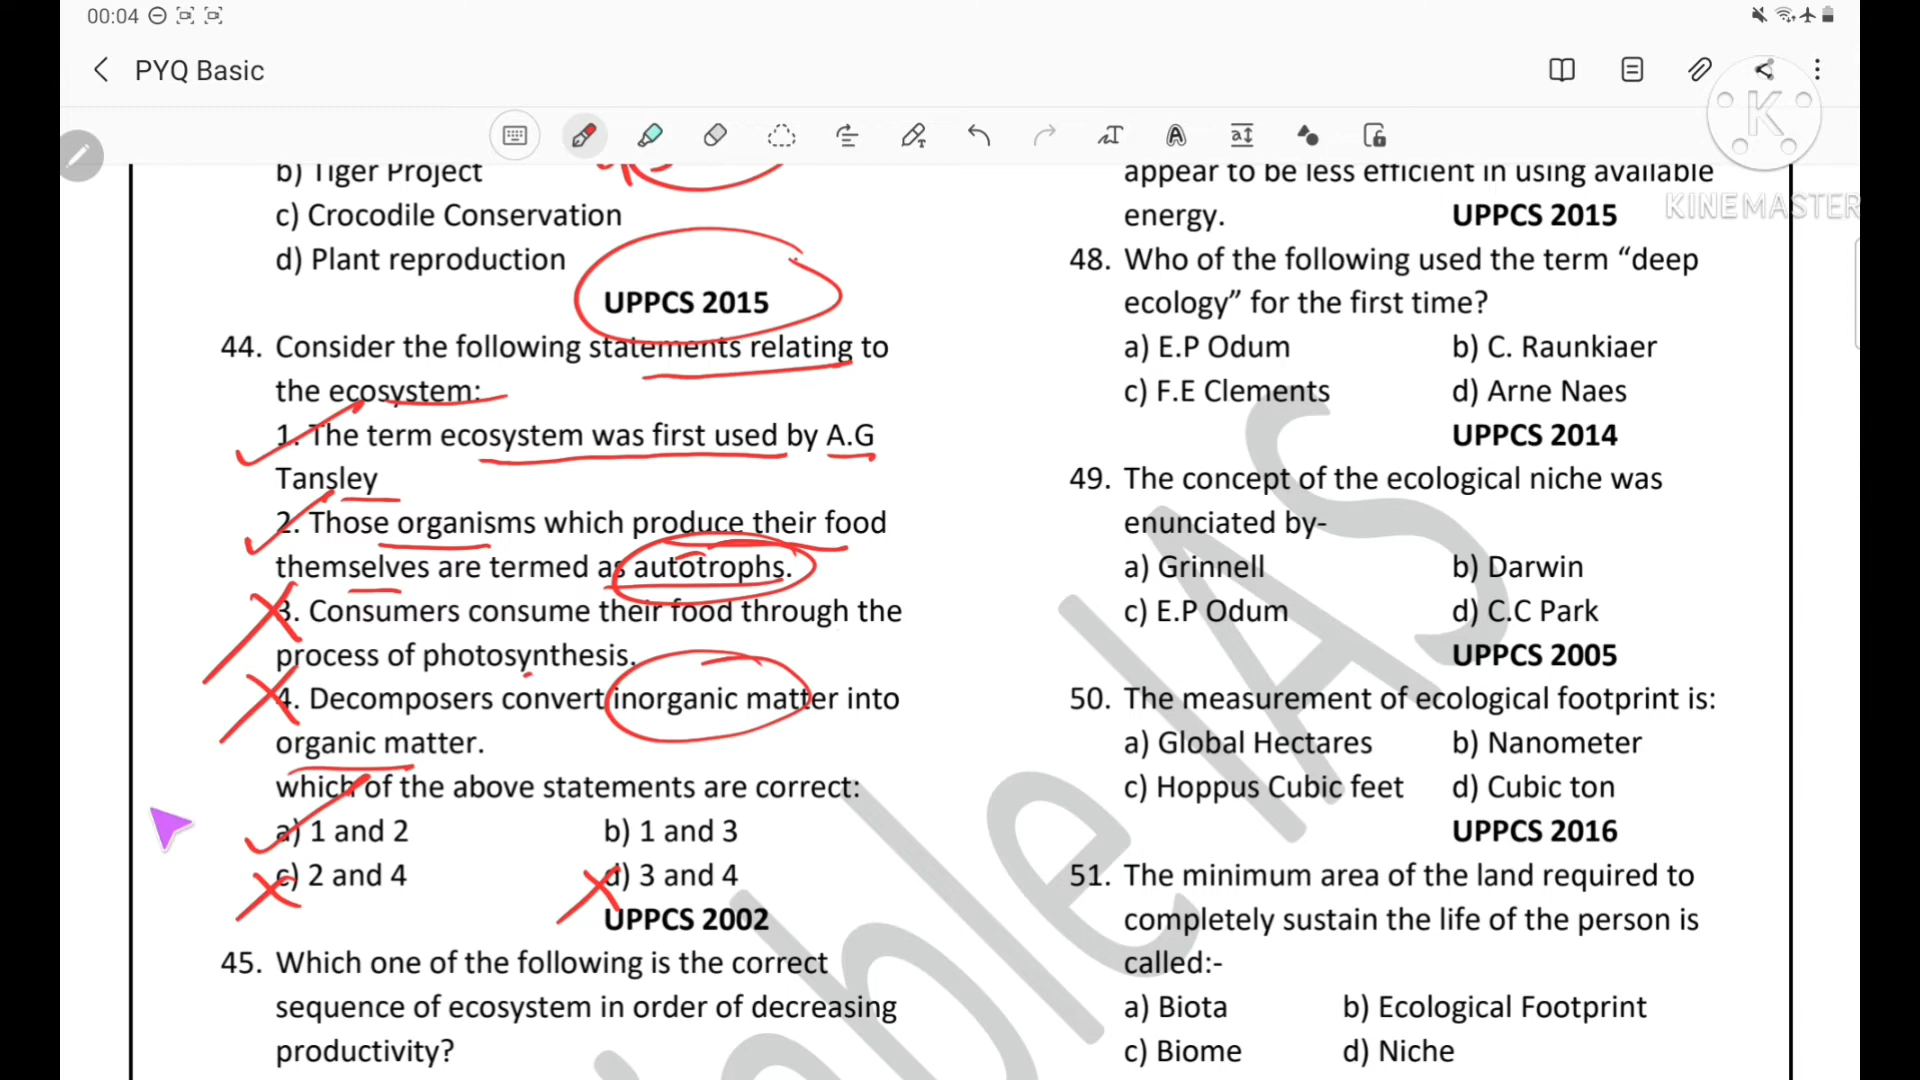 00:04
PYQ Basic
KINEMASTER
b) Tiger Project
c) Crocodile Conservation
d) Plant reproduction
UPPCS 2015
44. Consider the following statements relating to
the ecosystem:
1. The term ecosystem was first used by A.G
Tansley
2. Those organisms which produce their food
themselves are termed as autotrophs.
3. Consumers consume their food through the
process of photosynthesis.
4. Decomposers convert inorganic matter into
organic matter.
which of the above statements are correct:
a) 1 and 2 b) 1 and 3
c) 2 and 4 d) 3 and 4
UPPCS 2002
45. Which one of the following is the correct
sequence of ecosystem in order of decreasing
productivity?
appear to be less efficient in using available
energy. UPPCS 2015
48. Who of the following used the term “deep
ecology” for the first time?
a) E.P Odum b) C. Raunkiaer
c) F.E Clements d) Arne Naes
UPPCS 2014
49. The concept of the ecological niche was
enunciated by-
a) Grinnell b) Darwin
c) E.P Odum d) C.C Park
UPPCS 2005
50. The measurement of ecological footprint is:
a) Global Hectares b) Nanometer
c) Hoppus Cubic feet d) Cubic ton
UPPCS 2016
51. The minimum area of the land required to
completely sustain the life of the person is
called:-
a) Biota b) Ecological Footprint
c) Biome d) Niche